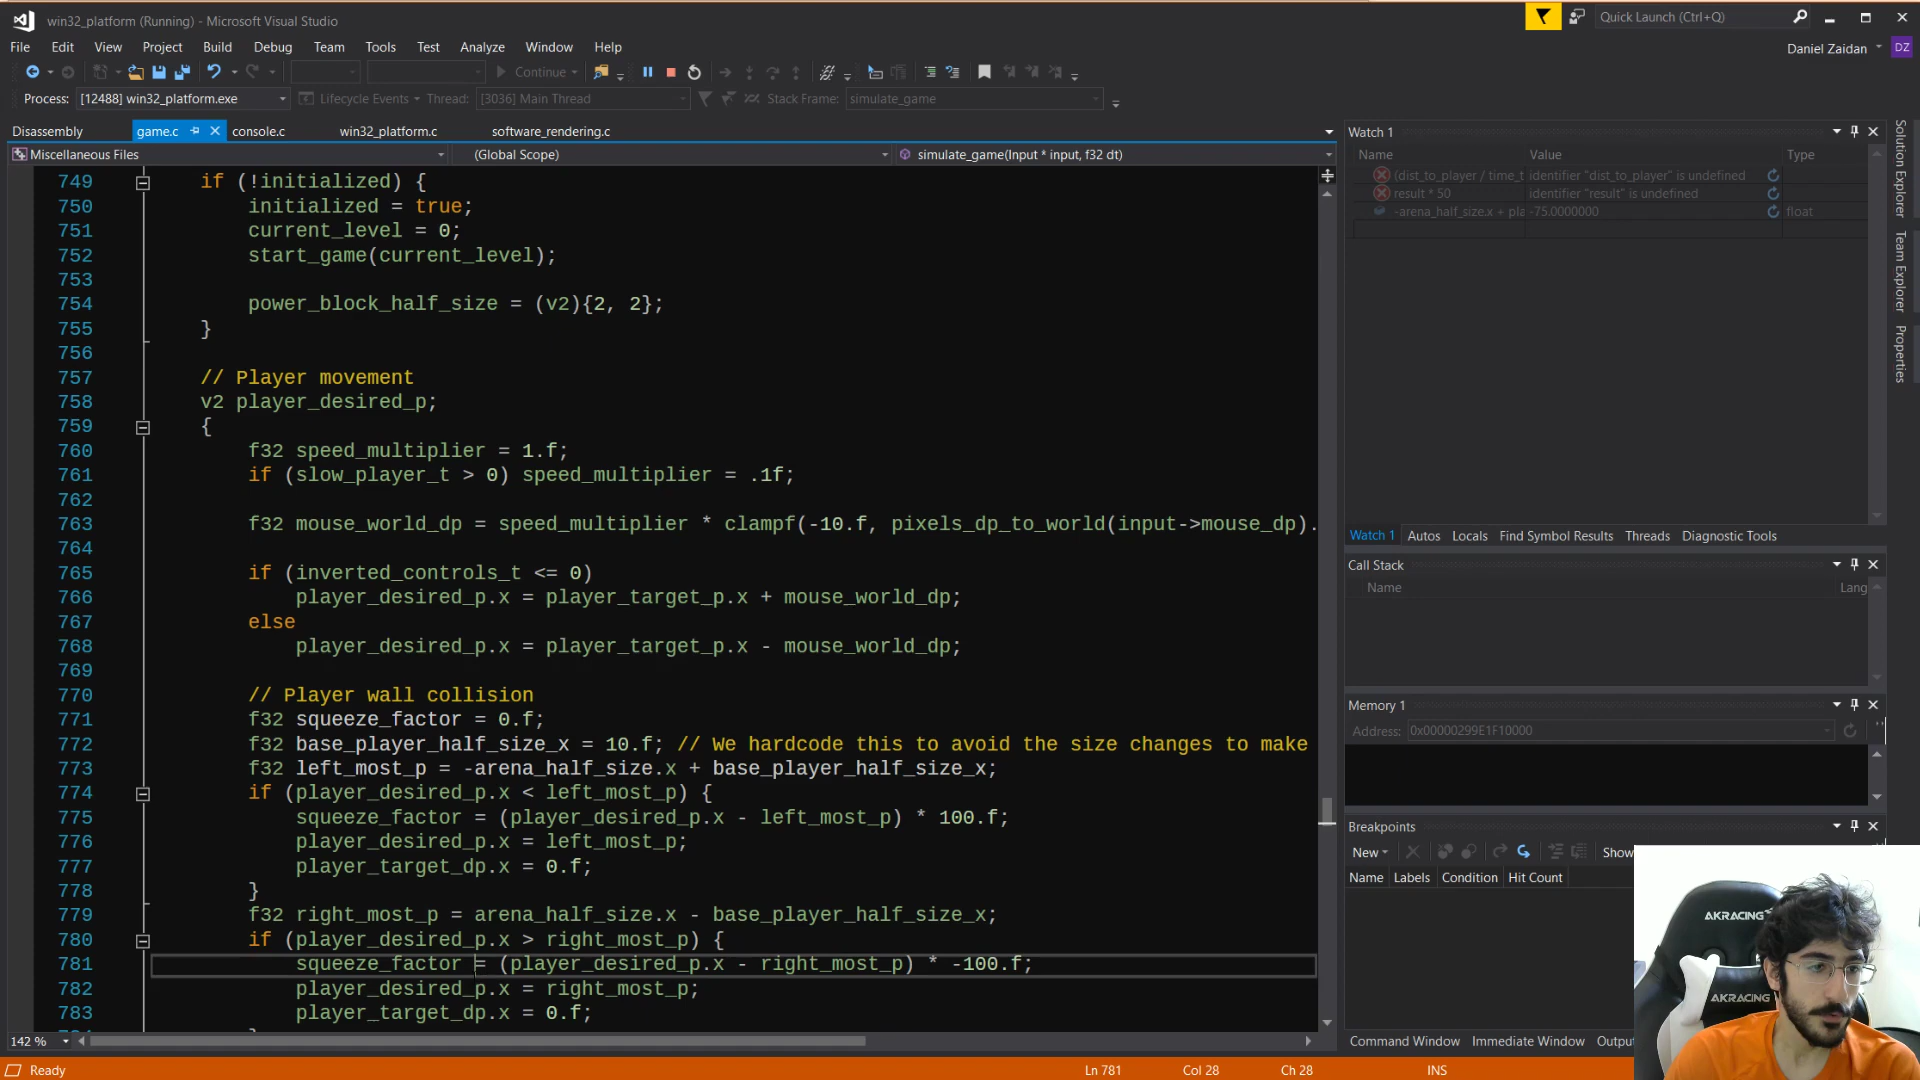 win32_platform (Running) - Microsoft Visual Studio
Quick Launch (Ctrl+Q)
File Edit View Project Build Debug Team Tools Test Analyze Window Help
Daniel Zaidan DZ
Continue
Process: [12488] win32_platform.exe Lifecycle Events Thread: [3036] Main Thread Stack Frame: simulate_game
Disassembly game.c console.c win32_platform.c software_rendering.c
Miscellaneous Files (Global Scope) simulate_game(Input * input, f32 dt)
749 if (!initialized) {
750 initialized = true;
751 current_level = 0;
752 start_game(current_level);
753
754 power_block_half_size = (v2){2, 2};
755 }
756
757 // Player movement
758 v2 player_desired_p;
759 {
760 f32 speed_multiplier = 1.f;
761 if (slow_player_t > 0) speed_multiplier = .1f;
762
763 f32 mouse_world_dp = speed_multiplier * clampf(-10.f, pixels_dp_to_world(input->mouse_dp).
764
765 if (inverted_controls_t <= 0)
766 player_desired_p.x = player_target_p.x + mouse_world_dp;
767 else
768 player_desired_p.x = player_target_p.x - mouse_world_dp;
769
770 // Player wall collision
771 f32 squeeze_factor = 0.f;
772 f32 base_player_half_size_x = 10.f; // We hardcode this to avoid the size changes to make
773 f32 left_most_p = -arena_half_size.x + base_player_half_size_x;
774 if (player_desired_p.x < left_most_p) {
775 squeeze_factor = (player_desired_p.x - left_most_p) * 100.f;
776 player_desired_p.x = left_most_p;
777 player_target_dp.x = 0.f;
778 }
779 f32 right_most_p = arena_half_size.x - base_player_half_size_x;
780 if (player_desired_p.x > right_most_p) {
781 squeeze_factor = (player_desired_p.x - right_most_p) * -100.f;
782 player_desired_p.x = right_most_p;
783 player_target_dp.x = 0.f;
142 %
Watch 1
Name Value Type
(dist_to_player / time_t identifier "dist_to_player" is undefined
result * 50 identifier "result" is undefined
-arena_half_size.x + pla -75.0000000 float
Watch 1 Autos Locals Find Symbol Results Threads Diagnostic Tools
Call Stack
Name Lang
Memory 1
Address: 0x00000299E1F10000
Breakpoints
New Show
Name Labels Condition Hit Count
Command Window Immediate Window Outpu
Solution Explorer
Team Explorer
Properties
AKRACING
AKRACING
Ready Ln 781 Col 28 Ch 28 INS